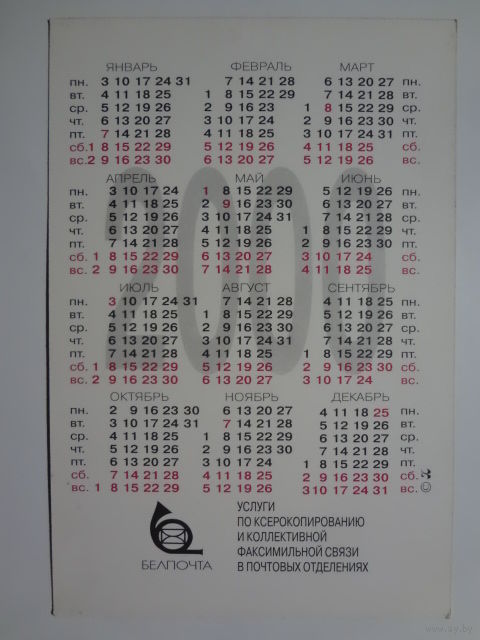 ЯНВАРЬ ФЕВРАЛЬ МАРТ
пн. 3 10 17 24 31 7 14 21 28 6 13 20 27 пн.
вт. 4 11 18 25 1 8 15 22 29 7 14 21 28 вт.
ср. 5 12 19 26 2 9 16 23 1 8 15 22 29 ср.
чт. 6 13 20 27 3 10 17 24 2 9 16 23 30 чт.
пт. 7 14 21 28 4 11 18 25 3 10 17 24 31 пт.
сб. 1 8 15 22 29 5 12 19 26 4 11 18 25 сб.
вс. 2 9 16 23 30 6 13 20 27 5 12 19 26 вс.
АПРЕЛЬ МАЙ ИЮНЬ
пн. 3 10 17 24 1 8 15 22 29 5 12 19 26 пн.
вт. 4 11 18 25 2 9 16 23 30 6 13 20 27 вт.
ср. 5 12 19 26 3 10 17 24 31 7 14 21 28 ср.
чт. 6 13 20 27 4 11 18 25 1 8 15 22 29 чт.
пт. 7 14 21 28 5 12 19 26 2 9 16 23 30 пт.
сб. 1 8 15 22 29 6 13 20 27 3 10 17 24 сб.
вс. 2 9 16 23 30 7 14 21 28 4 11 18 25 вс.
ИЮЛЬ АВГУСТ СЕНТЯБРЬ
пн. 3 10 17 24 31 7 14 21 28 4 11 18 25 пн.
вт. 4 11 18 25 1 8 15 22 29 5 12 19 26 вт.
ср. 5 12 19 26 2 9 16 23 30 6 13 20 27 ср.
чт. 6 13 20 27 3 10 17 24 31 7 14 21 28 чт.
пт. 7 14 21 28 4 11 18 25 1 8 15 22 29 пт.
сб. 1 8 15 22 29 5 12 19 26 2 9 16 23 30 сб.
вс. 2 9 16 23 30 6 13 20 27 3 10 17 24 вс.
ОКТЯБРЬ НОЯБРЬ ДЕКАБРЬ
пн. 2 9 16 23 30 6 13 20 27 4 11 18 25 пн.
вт. 3 10 17 24 31 7 14 21 28 5 12 19 26 вт.
ср. 4 11 18 25 1 8 15 22 29 6 13 20 27 ср.
чт. 5 12 19 26 2 9 16 23 30 7 14 21 28 чт.
пт. 6 13 20 27 3 10 17 24 1 8 15 22 29 пт.
сб. 7 14 21 28 4 11 18 25 2 9 16 23 30 сб.
вс. 1 8 15 22 29 5 12 19 26 3 10 17 24 31 вс. ©
УСЛУГИ
ПО КСЕРОКОПИРОВАНИЮ
И КОЛЛЕКТИВНОЙ
ФАКСИМИЛЬНОЙ СВЯЗИ
В ПОЧТОВЫХ ОТДЕЛЕНИЯХ
БЕЛПОЧТА